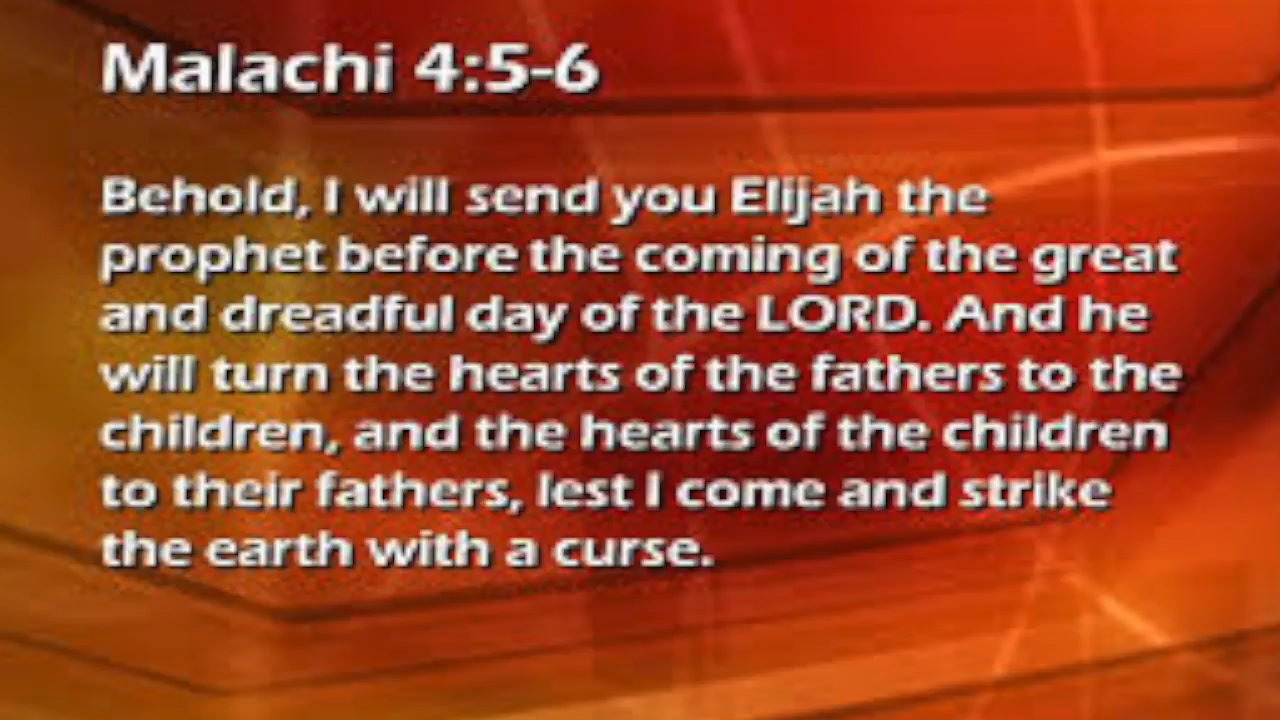 Malachi 4:5-6
Behold, I will send you Elijah the
prophet before the coming of the great
and dreadful day of the LORD. And he
will turn the hearts of the fathers to the
children, and the hearts of the children
to their fathers, lest I come and strike
the earth with a curse.